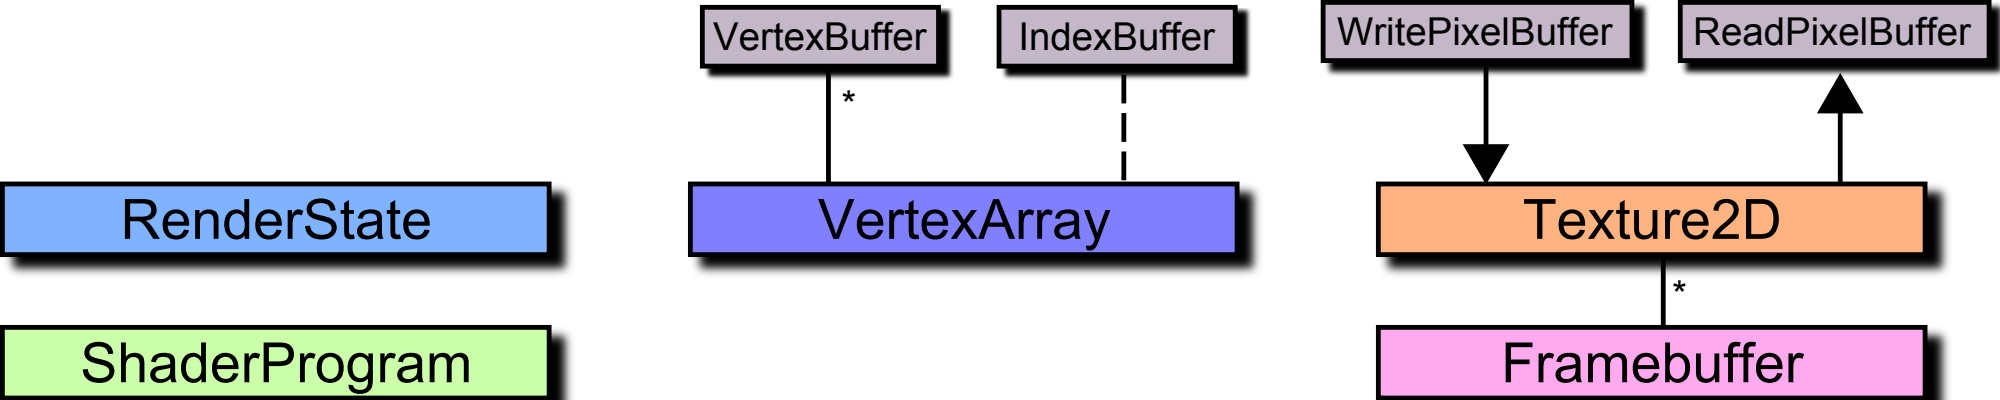 VertexBuffer
IndexBuffer
WritePixelBuffer
ReadPixelBuffer
*
RenderState
VertexArray
Texture2D
*
ShaderProgram
Framebuffer